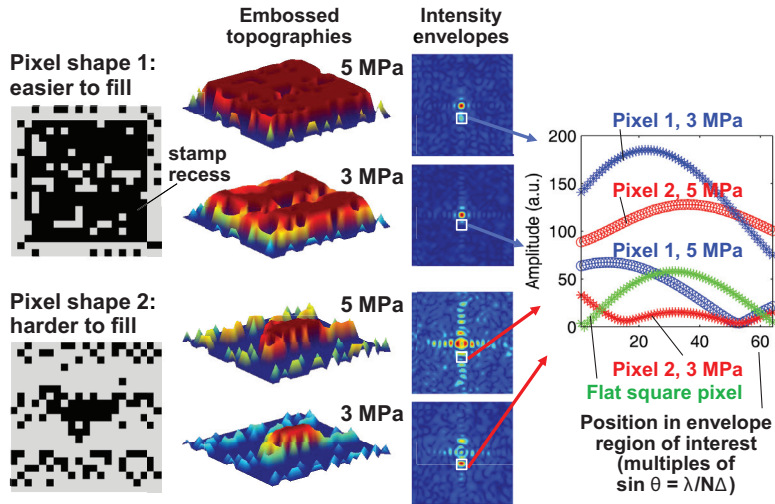 Embossed
topographies
Intensity
envelopes
Pixel shape 1:
easier to fill
5 MPa
stamp
recess
3 MPa
Pixel shape 2:
harder to fill
5 MPa
3 MPa
Pixel 1, 3 MPa
200
150
100
50
0
Amplitude (a.u.)
Pixel 2, 5 MPa
Pixel 1, 5 MPa
20
40
60
Pixel 2, 3 MPa
Flat square pixel
Position in envelope
region of interest
(multiples of
sin θ = λ/NΔ)